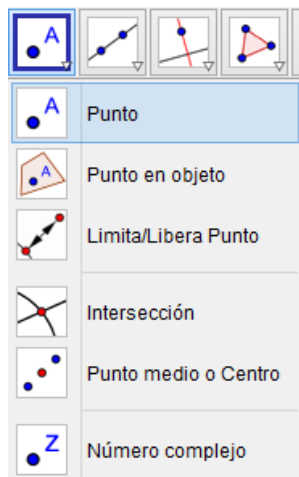 A
A
Punto
A
Punto en objeto
Limita/Libera Punto
Intersección
Punto medio o Centro
Z
Número complejo